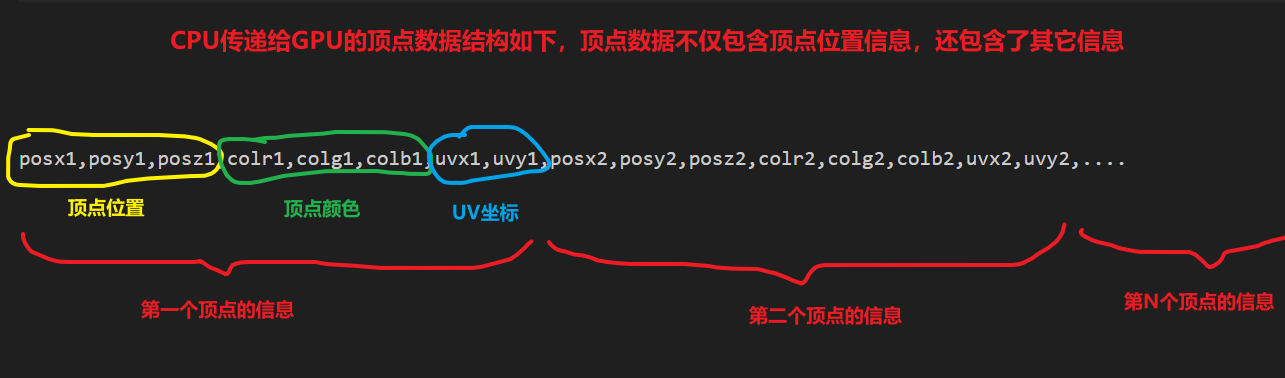 CPU传递给GPU的顶点数据结构如下，顶点数据不仅包含顶点位置信息，还包含了其它信息
posx1,posy1,posz1,colr1,colg1,colb1,uvx1,uvy1,posx2,posy2,posz2,colr2,colg2,colb2,uvx2,uvy2,....
顶点位置 顶点颜色 UV坐标
第一个顶点的信息 第二个顶点的信息 第N个顶点的信息